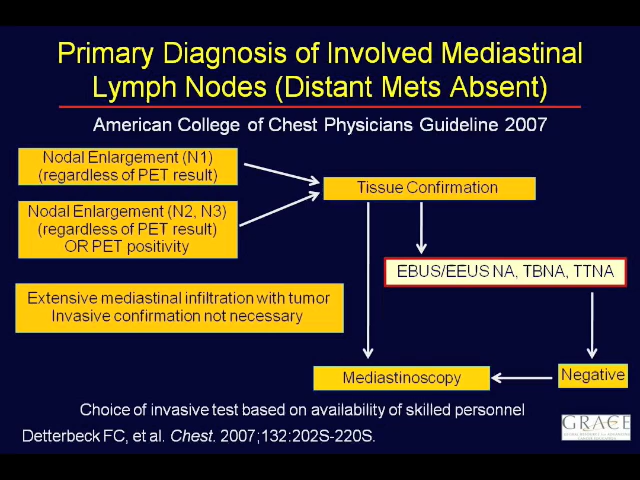 Primary Diagnosis of Involved Mediastinal
Lymph Nodes (Distant Mets Absent)
American College of Chest Physicians Guideline 2007
Nodal Enlargement (N1)
(regardless of PET result)
Tissue Confirmation
Nodal Enlargement (N2, N3)
(regardless of PET result)
OR PET positivity
EBUS/EEUS NA, TBNA, TTNA
Extensive mediastinal infiltration with tumor
Invasive confirmation not necessary
Mediastinoscopy
Negative
Choice of invasive test based on availability of skilled personnel
Detterbeck FC, et al. Chest. 2007;132:202S-220S.
GRACE